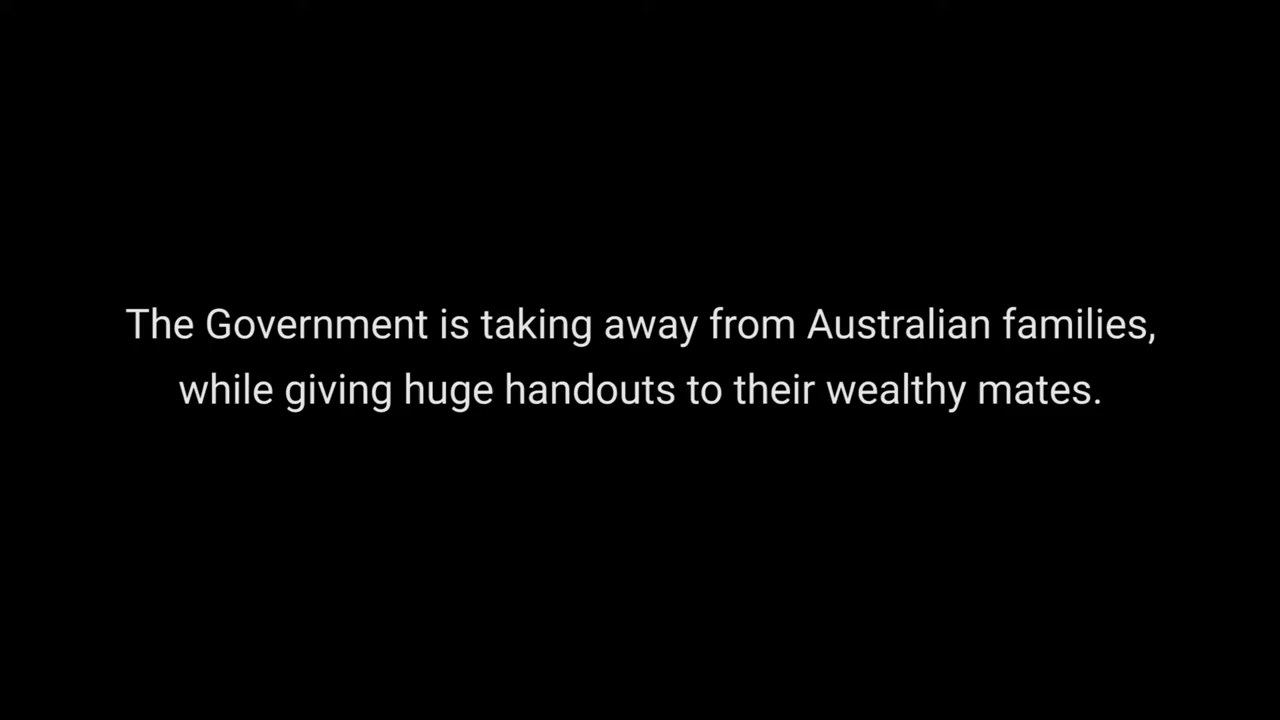 The Government is taking away from Australian families,
while giving huge handouts to their wealthy mates.